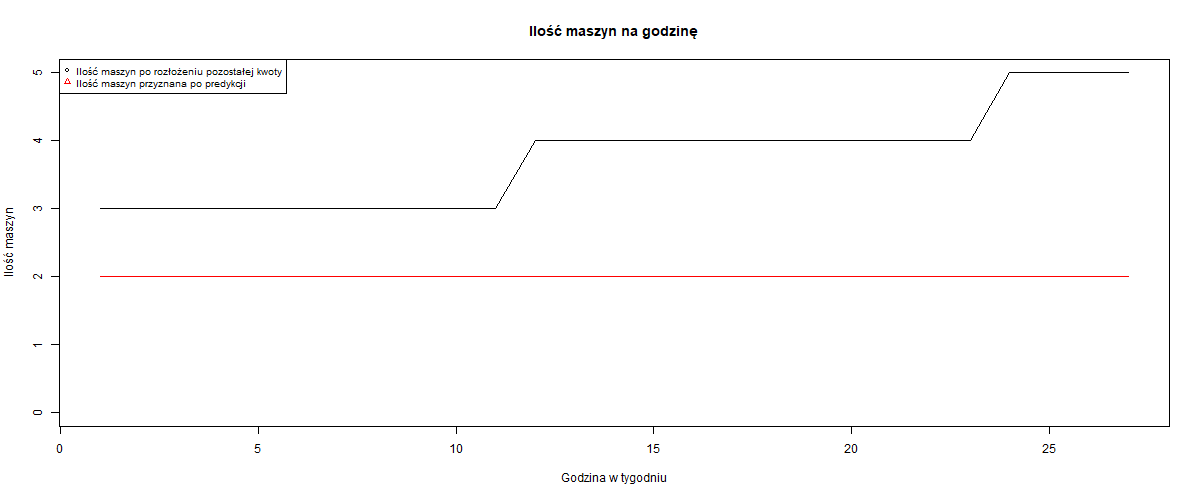 Ilość maszyn na godzinę
Ilość maszyn po rozłożeniu pozostałej kwoty
Ilość maszyn przyznana po predykcji
Ilość maszyn
5
4
3
2
1
0
0 5 10 15 20 25
Godzina w tygodniu